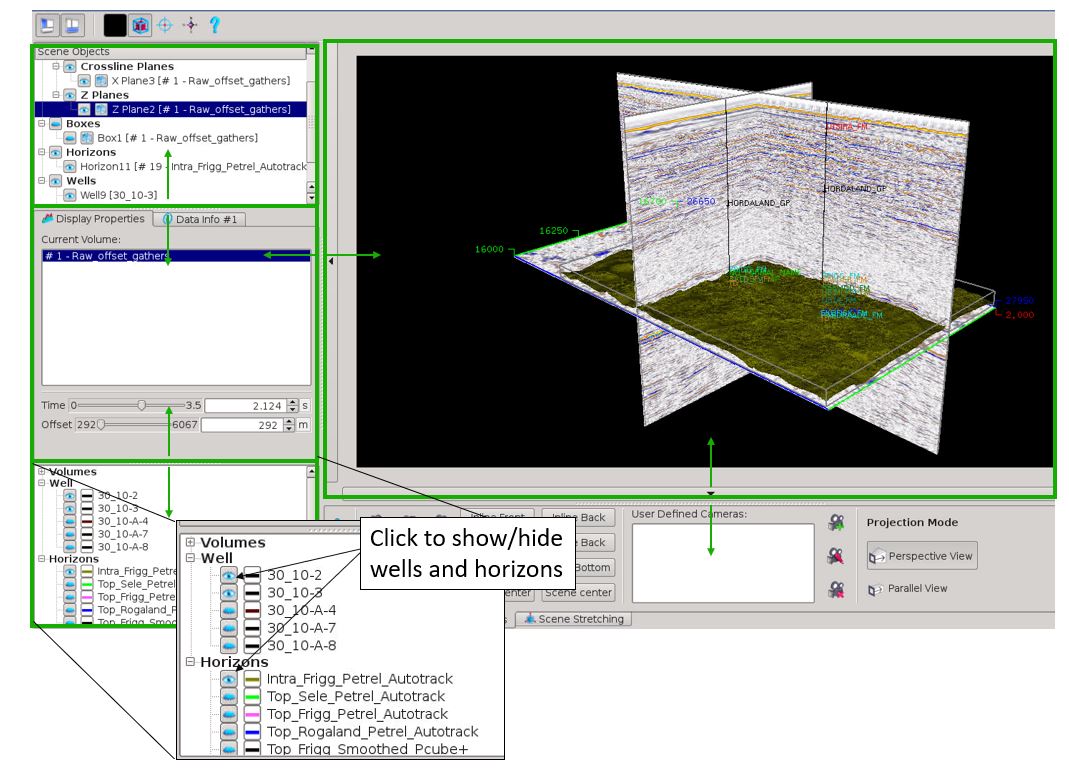 Scene Objects
Crossline Planes
X Plane3 [# 1 - Raw_offset_gathers]
Z Planes
Z Plane2 [# 1 - Raw_offset_gathers]
Boxes
Box1 [# 1 - Raw_offset_gathers]
Horizons
Horizon11 [# 19 - Intra_Frigg_Petrel_Autotrack
Wells
Well9 [30_10-3]
Display Properties
Data Info #1
Current Volume:
# 1 - Raw_offset_gathers
Time 0 3.5 2.124 s
Offset 292 6067 292 m
Volumes
Well
30_10-2
30_10-3
30_10-A-4
30_10-A-7
30_10-A-8
Horizons
Intra_Frigg_Petre
Top_Sele_Petrel
Top_Frigg_Petre
Top_Rogaland_P
Top_Frigg_Smoo
HORDALAND_GP
HORDALAND_GP
26650
16250
16000
27050
2,000
Inline Front
Inline Back
Back
Bottom
enter
Scene center
User Defined Cameras:
Projection Mode
Perspective View
Parallel View
Scene Stretching
Click to show/hide
wells and horizons
Volumes
Well
30_10-2
30_10-3
30_10-A-4
30_10-A-7
30_10-A-8
Horizons
Intra_Frigg_Petrel_Autotrack
Top_Sele_Petrel_Autotrack
Top_Frigg_Petrel_Autotrack
Top_Rogaland_Petrel_Autotrack
Top_Frigg_Smoothed_Pcube+